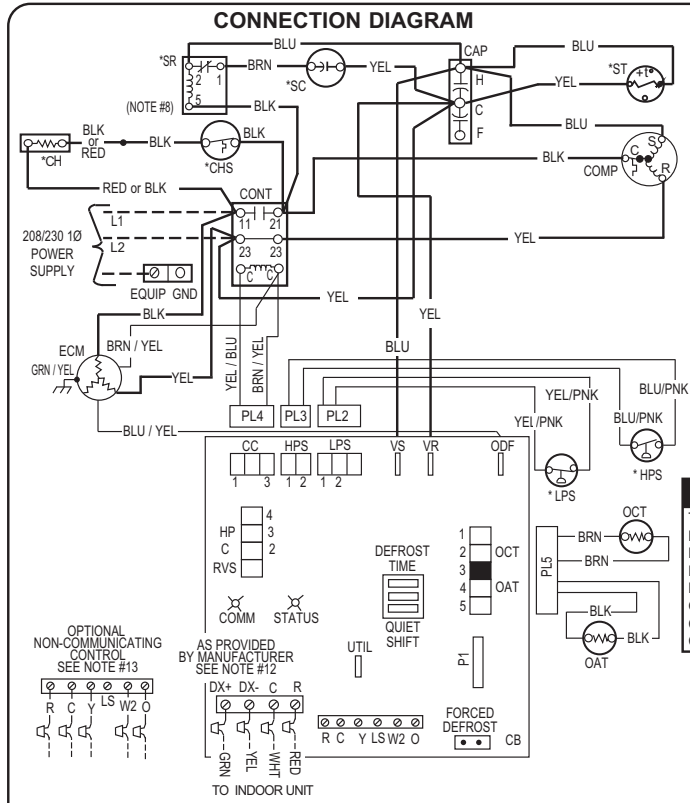 CONNECTION DIAGRAM
BLU
CAP
*SR
2 1
BRN
*SC
YEL
H
BLU
*ST
+t°
5
(NOTE #8)
BLK
C
YEL
F
BLU
BLK
or
RED
BLK
BLK
*CH
*CHS
BLK
COMP
C
S
R
RED or BLK
CONT
L1
11 21
208/230 1Ø
POWER
SUPPLY
L2
23 23
YEL
C C
EQUIP GND
YEL
BLK
YEL
ECM
BRN / YEL
GRN / YEL
YEL
YEL / BLU
BRN / YEL
BLU
BLU/PNK
YEL/PNK
BLU/PNK
YEL/PNK
PL4
PL3
PL2
BLU / YEL
* HPS
* LPS
CC
HPS
LPS
VS
VR
ODF
1 3
1 2
1 2
4
HP 3
C 2
RVS
1
2 OCT
3
4 OAT
5
DEFROST
TIME
QUIET
SHIFT
PL5
BRN
OCT
BRN
BLK
BLK
OAT
COMM
STATUS
OPTIONAL
NON-COMMUNICATING
CONTROL
SEE NOTE #13
AS PROVIDED
BY MANUFACTURER
SEE NOTE #12
UTIL
P1
R C Y LS W2 O
DX+ DX- C R
R C Y LS W2 O
FORCED
DEFROST
CB
GRN
YEL
WHT
RED
TO INDOOR UNIT